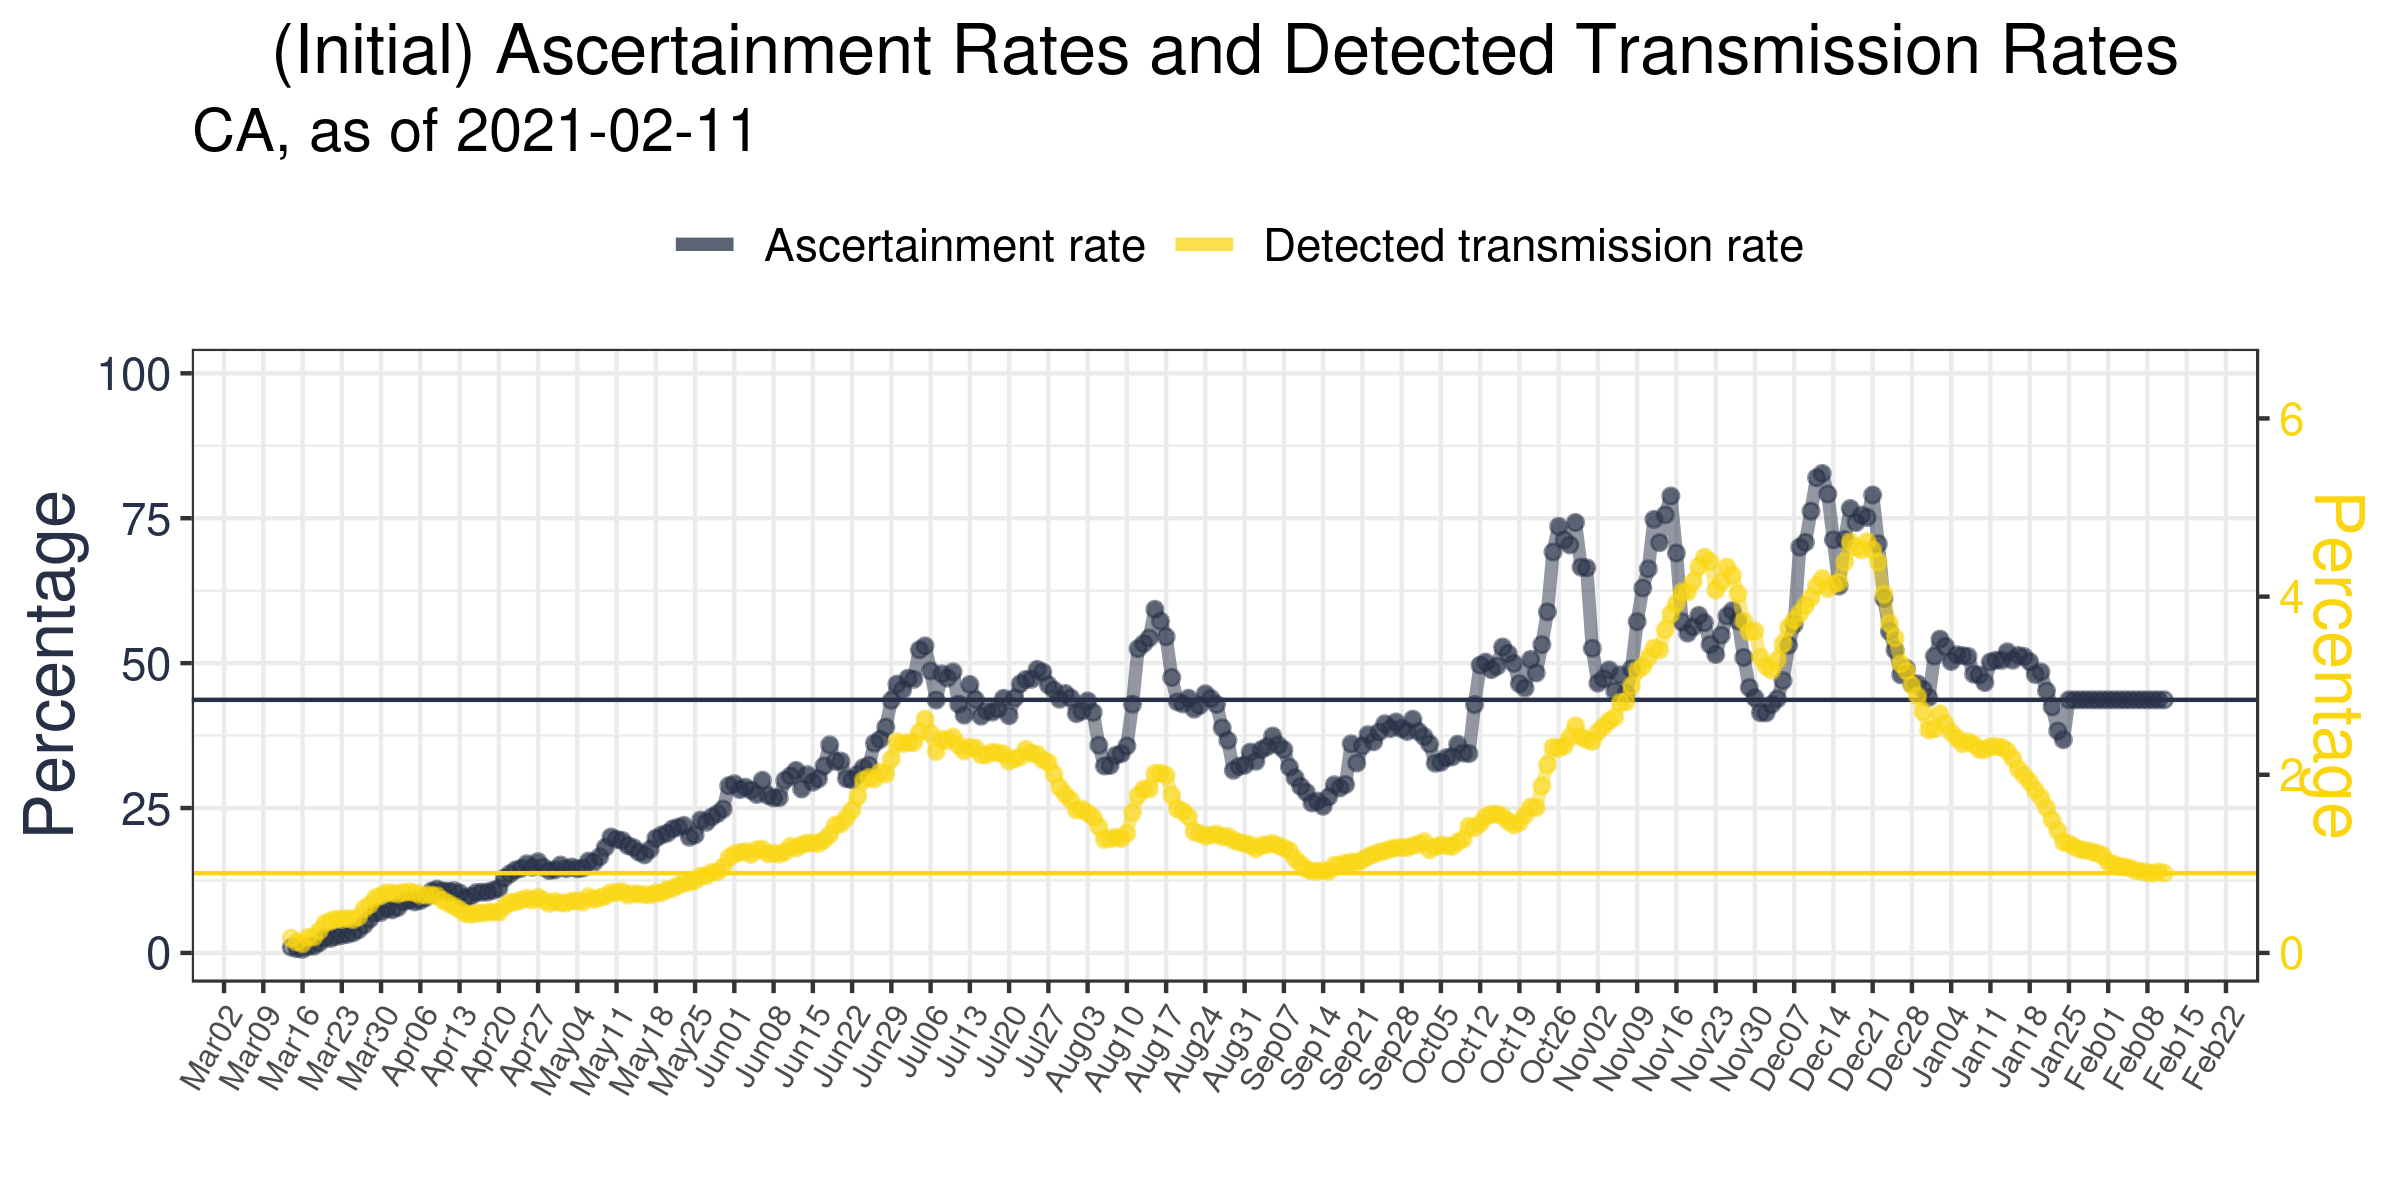 (Initial) Ascertainment Rates and Detected Transmission Rates
CA, as of 2021-02-11
Ascertainment rate Detected transmission rate
Percentage
100
75
50
25
0
6
4
2
0
Percentage
Mar02 Mar09 Mar16 Mar23 Mar30 Apr06 Apr13 Apr20 Apr27 May04 May11 May18 May25 Jun01 Jun08 Jun15 Jun22 Jun29 Jul06 Jul13 Jul20 Jul27 Aug03 Aug10 Aug17 Aug24 Aug31 Sep07 Sep14 Sep21 Sep28 Oct05 Oct12 Oct19 Oct26 Nov02 Nov09 Nov16 Nov23 Nov30 Dec07 Dec14 Dec21 Dec28 Jan04 Jan11 Jan18 Jan25 Feb01 Feb08 Feb15 Feb22